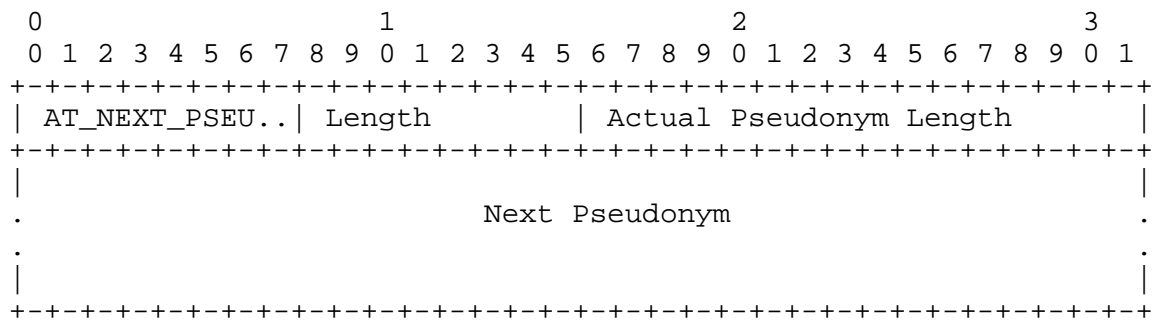 0                   1                   2                   3
 0 1 2 3 4 5 6 7 8 9 0 1 2 3 4 5 6 7 8 9 0 1 2 3 4 5 6 7 8 9 0 1
+-+-+-+-+-+-+-+-+-+-+-+-+-+-+-+-+-+-+-+-+-+-+-+-+-+-+-+-+-+-+-+-+
| AT_NEXT_PSEU..| Length        | Actual Pseudonym Length       |
+-+-+-+-+-+-+-+-+-+-+-+-+-+-+-+-+-+-+-+-+-+-+-+-+-+-+-+-+-+-+-+-+
|                                                               |
.                          Next Pseudonym                       .
.                                                               .
|                                                               |
+-+-+-+-+-+-+-+-+-+-+-+-+-+-+-+-+-+-+-+-+-+-+-+-+-+-+-+-+-+-+-+-+